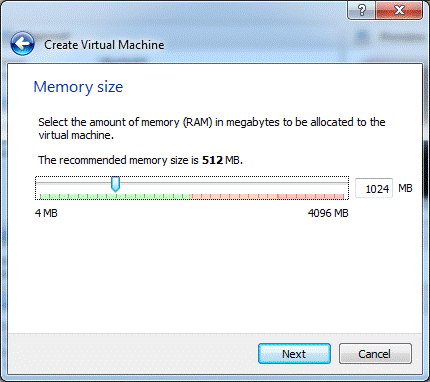 Create Virtual Machine
Memory size
Select the amount of memory (RAM) in megabytes to be allocated to the
virtual machine.
The recommended memory size is 512 MB.
1024 MB
4 MB 4096 MB
Next Cancel